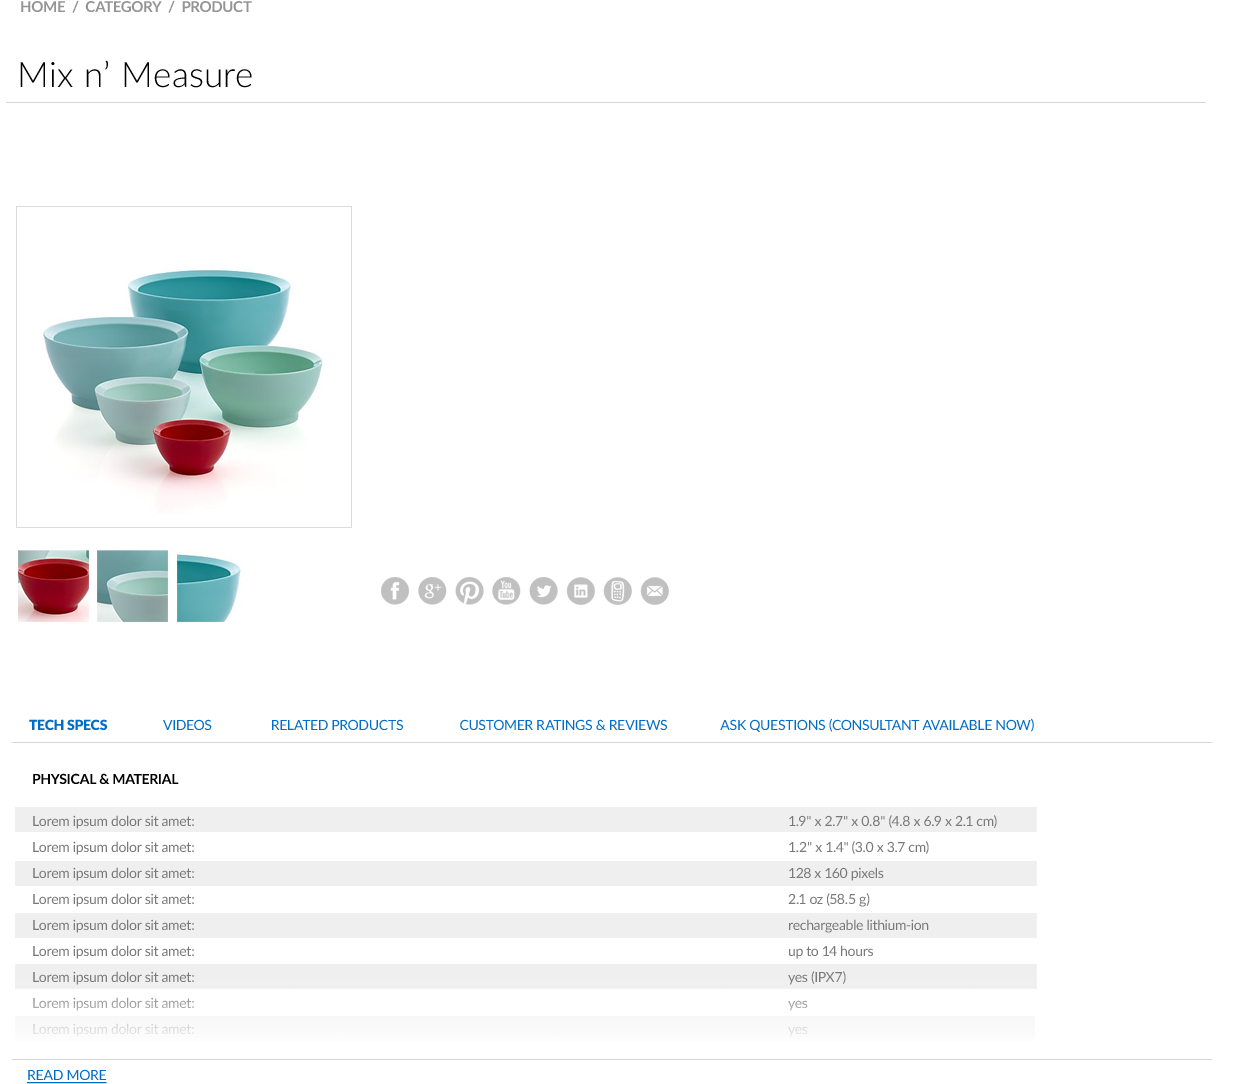 HOME / CATEGORY / PRODUCT
Mix n’ Measure
f g+ You Tube in
TECH SPECS VIDEOS RELATED PRODUCTS CUSTOMER RATINGS & REVIEWS ASK QUESTIONS (CONSULTANT AVAILABLE NOW)
PHYSICAL & MATERIAL
Lorem ipsum dolor sit amet: 1.9" x 2.7" x 0.8" (4.8 x 6.9 x 2.1 cm)
Lorem ipsum dolor sit amet: 1.2" x 1.4" (3.0 x 3.7 cm)
Lorem ipsum dolor sit amet: 128 x 160 pixels
Lorem ipsum dolor sit amet: 2.1 oz (58.5 g)
Lorem ipsum dolor sit amet: rechargeable lithium-ion
Lorem ipsum dolor sit amet: up to 14 hours
Lorem ipsum dolor sit amet: yes (IPX7)
Lorem ipsum dolor sit amet: yes
Lorem ipsum dolor sit amet: yes
READ MORE